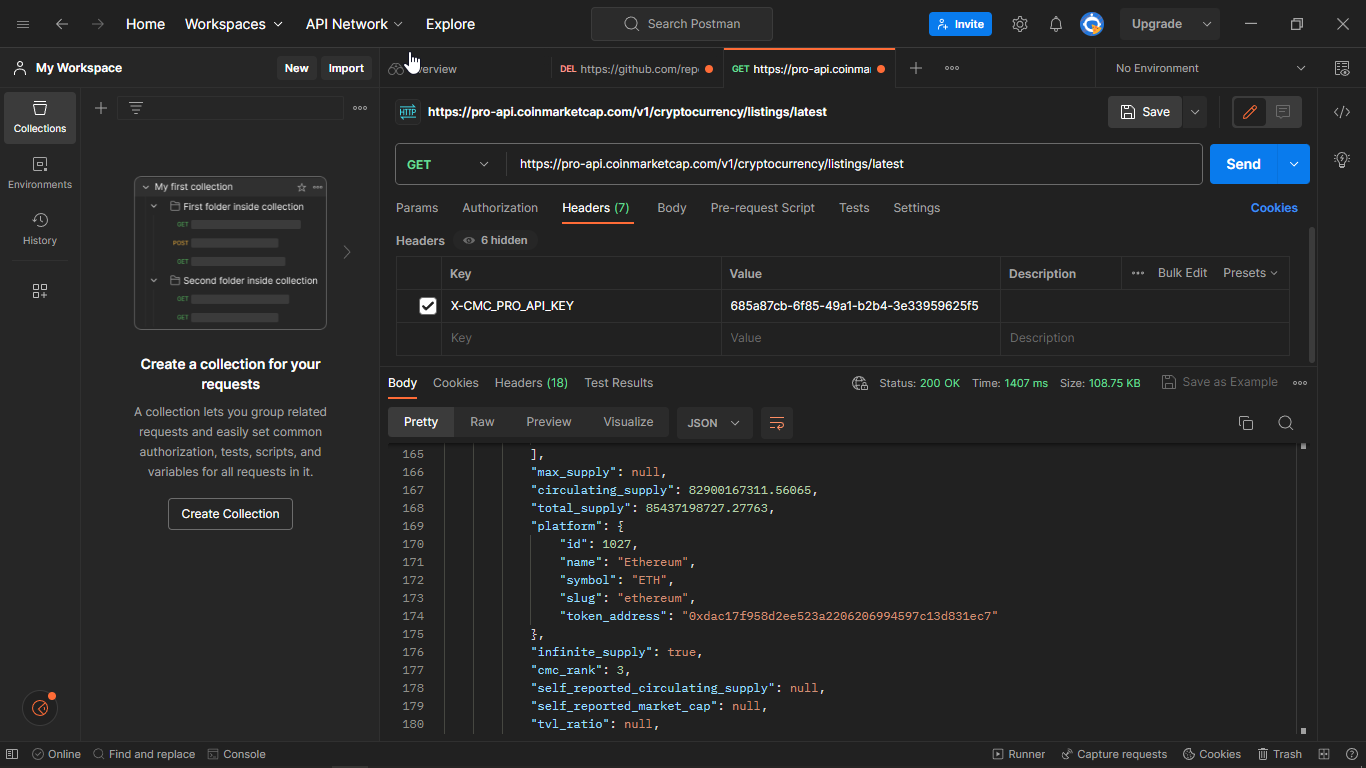 Home Workspaces API Network Explore Search Postman Invite Upgrade
My Workspace New Import
verview DEL https://github.com/rep GET https://pro-api.coinmar No Environment
Collections
Environments
History
My first collection
First folder inside collection
GET
POST
GET
Second folder inside collection
GET
GET
Create a collection for your
requests
A collection lets you group related
requests and easily set common
authorization, tests, scripts, and
variables for all requests in it.
Create Collection
HTTP https://pro-api.coinmarketcap.com/v1/cryptocurrency/listings/latest Save
GET https://pro-api.coinmarketcap.com/v1/cryptocurrency/listings/latest Send
Params Authorization Headers (7) Body Pre-request Script Tests Settings Cookies
Headers 6 hidden
Key Value Description Bulk Edit Presets
X-CMC_PRO_API_KEY 685a87cb-6f85-49a1-b2b4-3e33959625f5
Key Value Description
Body Cookies Headers (18) Test Results Status: 200 OK Time: 1407 ms Size: 108.75 KB Save as Example
Pretty Raw Preview Visualize JSON
165 ],
166 "max_supply": null,
167 "circulating_supply": 82900167311.56065,
168 "total_supply": 85437198727.27763,
169 "platform": {
170 "id": 1027,
171 "name": "Ethereum",
172 "symbol": "ETH",
173 "slug": "ethereum",
174 "token_address": "0xdac17f958d2ee523a2206206994597c13d831ec7"
175 },
176 "infinite_supply": true,
177 "cmc_rank": 3,
178 "self_reported_circulating_supply": null,
179 "self_reported_market_cap": null,
180 "tvl_ratio": null,
Online Find and replace Console Runner Capture requests Cookies Trash